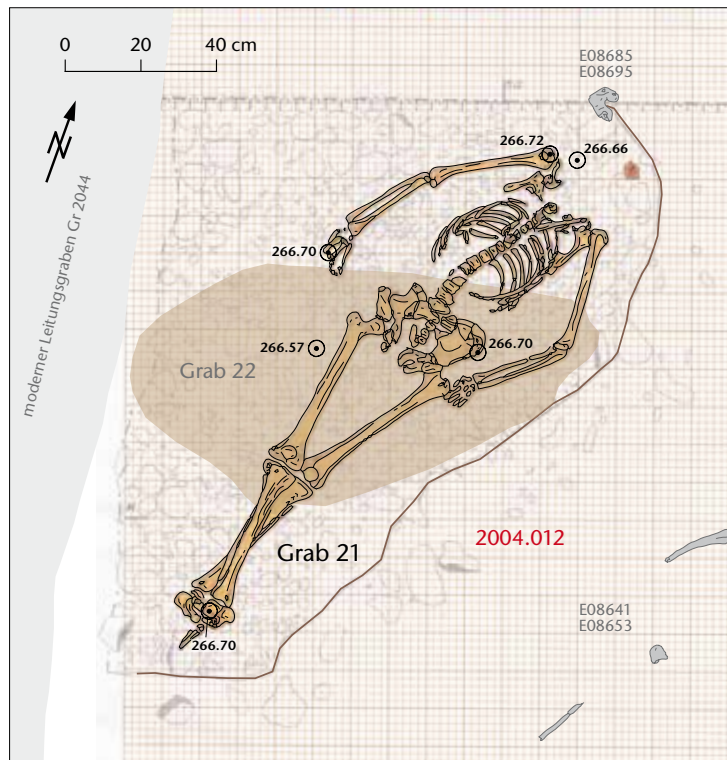 0 20 40 cm
E08685
E08695
266.72
266.66
moderner Leitungsgraben Gr 2044
266.70
266.57
266.70
Grab 22
2004.012
Grab 21
E08641
E08653
266.70